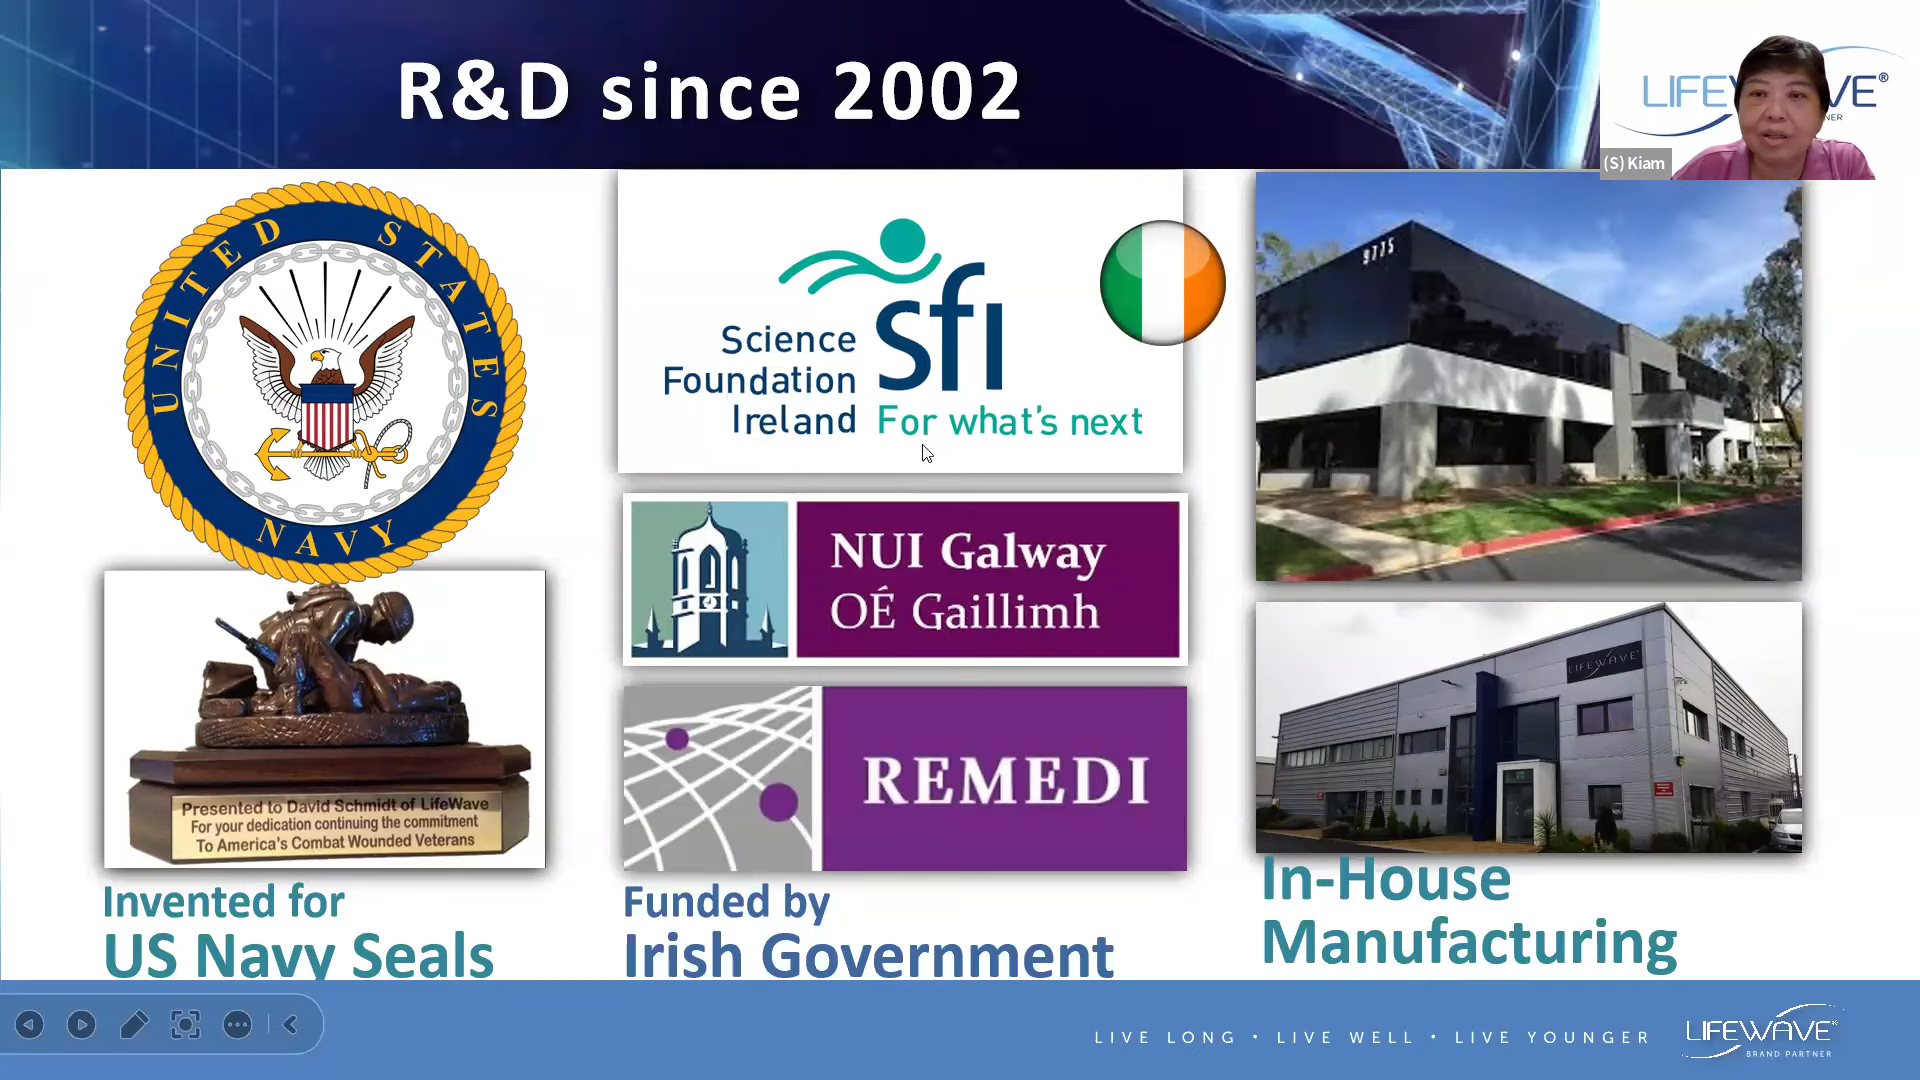 R&D since 2002
LIFEWAVE®
NER
(S) Kiam
UNITED STATES
NAVY
Presented to David Schmidt of LifeWave
For your dedication continuing the commitment
To America's Combat Wounded Veterans
Invented for
US Navy Seals
Science
Foundation
Ireland
sfi
For what's next
NUI Galway
OÉ Gaillimh
REMEDI
Funded by
Irish Government
9775
LIFEWAVE
In-House
Manufacturing
LIVE LONG • LIVE WELL • LIVE YOUNGER
LIFEWAVE®
BRAND PARTNER